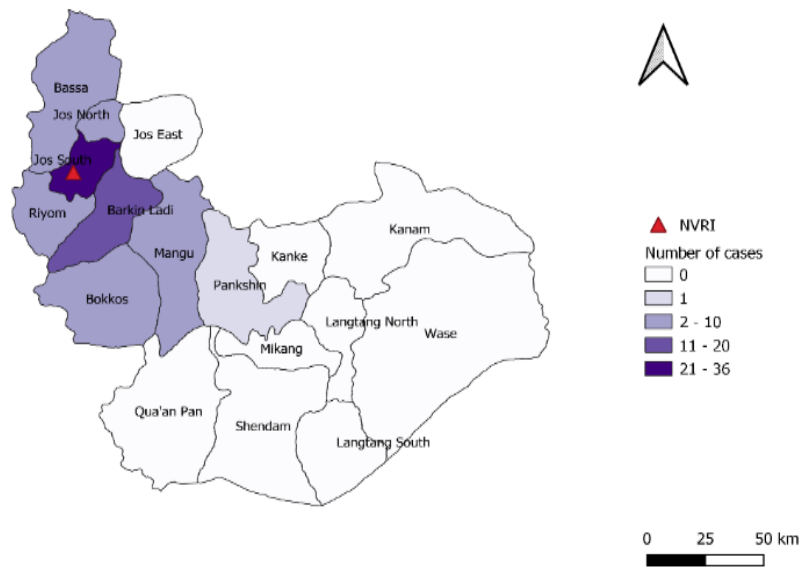 Bassa
Jos North
Jos East
Jos South
Riyom
Barkin Ladi
Mangu
Kanam
Kanke
Pankshin
Bokkos
Langtang North
Wase
Mikang
Qua'an Pan
Shendam
Langtang South
NVRI
Number of cases
0
1
2 - 10
11 - 20
21 - 36
0 25 50 km